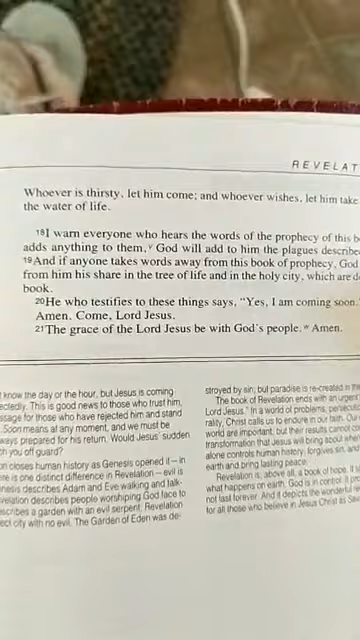 REVELAT
Whoever is thirsty, let him come; and whoever wishes, let him take
the water of life.
18I warn everyone who hears the words of the prophecy of this b
adds anything to them, v God will add to him the plagues describe
19And if anyone takes words away from this book of prophecy, God
from him his share in the tree of life and in the holy city, which are d
book.
20He who testifies to these things says, “Yes, I am coming soon.
Amen. Come, Lord Jesus.
21The grace of the Lord Jesus be with God's people. w Amen.
t know the day or the hour, but Jesus is coming
ectedly. This is good news to those who trust him,
ssage for those who have rejected him and stand
Soon means at any moment, and we must be
ways prepared for his return. Would Jesus' sudden
h you off guard?
on closes human history as Genesis opened it—in
ere is one distinct difference in Revelation—evil is
nesis describes Adam and Eve walking and talk-
velation describes people worshiping God face to
scribes a garden with an evil serpent; Revelation
ect city with no evil. The Garden of Eden was de-
stroyed by sin; but paradise is re-created in the
The book of Revelation ends with an urgent
Lord Jesus." In a world of problems, persecutio
rality, Christ calls us to endure in our faith. Our
world are important, but their results cannot co
transformation that Jesus will bring about when
alone controls human history, forgives sin, and
earth and bring lasting peace.
Revelation is, above all, a book of hope. It s
what happens on earth, God is in control. It pro
not last forever. And it depicts the wonderful re
for all those who believe in Jesus Christ as Sav